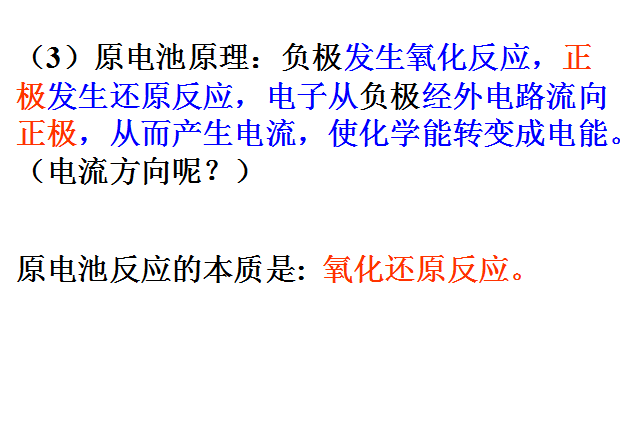 （3）原电池原理：负极发生氧化反应，正
极发生还原反应，电子从负极经外电路流向
正极，从而产生电流，使化学能转变成电能。
（电流方向呢？）
原电池反应的本质是: 氧化还原反应。